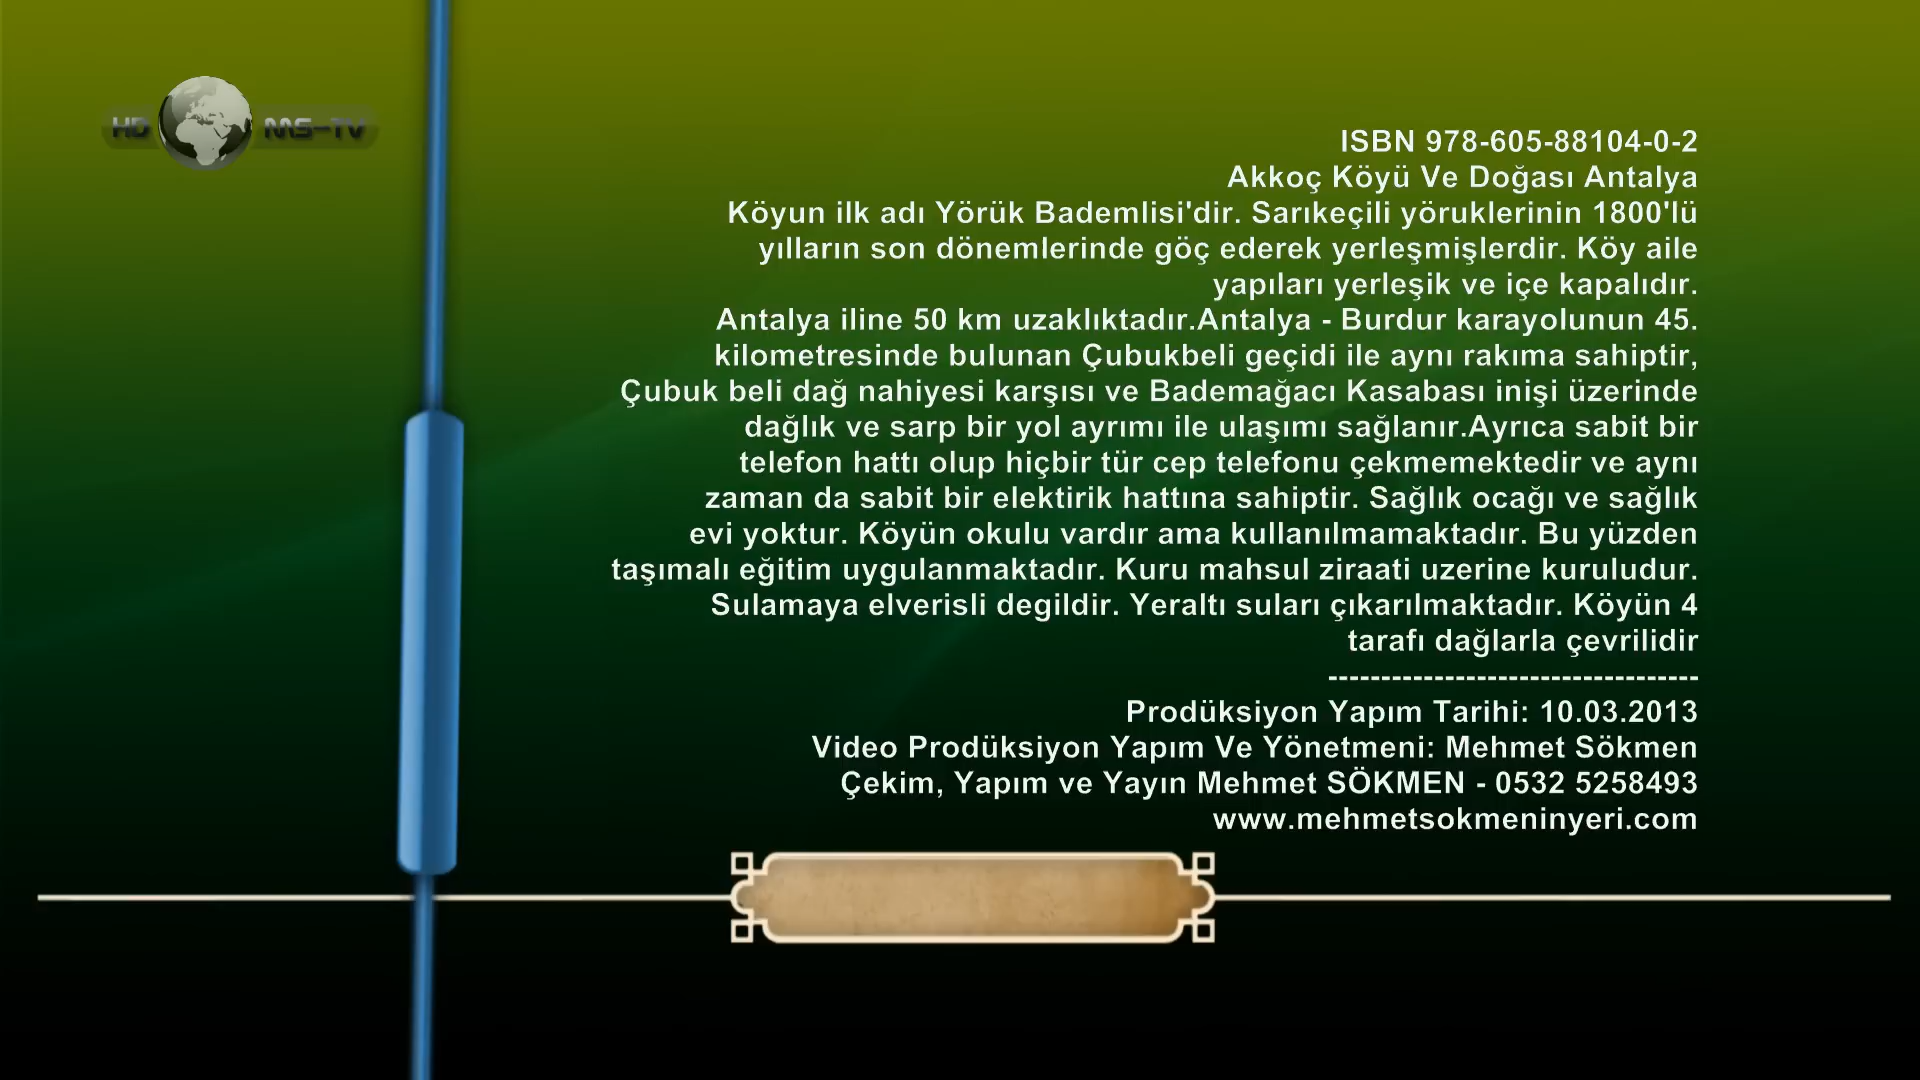 HD MS-TV
ISBN 978-605-88104-0-2
Akkoç Köyü Ve Doğası Antalya
Köyun ilk adı Yörük Bademlisi'dir. Sarıkeçili yöruklerinin 1800'lü
yılların son dönemlerinde göç ederek yerleşmişlerdir. Köy aile
yapıları yerleşik ve içe kapalıdır.
Antalya iline 50 km uzaklıktadır.Antalya - Burdur karayolunun 45.
kilometresinde bulunan Çubukbeli geçidi ile aynı rakıma sahiptir,
Çubuk beli dağ nahiyesi karşısı ve Bademağacı Kasabası inişi üzerinde
dağlık ve sarp bir yol ayrımı ile ulaşımı sağlanır.Ayrıca sabit bir
telefon hattı olup hiçbir tür cep telefonu çekmemektedir ve aynı
zaman da sabit bir elektirik hattına sahiptir. Sağlık ocağı ve sağlık
evi yoktur. Köyün okulu vardır ama kullanılmamaktadır. Bu yüzden
taşımalı eğitim uygulanmaktadır. Kuru mahsul ziraati uzerine kuruludur.
Sulamaya elverisli degildir. Yeraltı suları çıkarılmaktadır. Köyün 4
tarafı dağlarla çevrilidir
----------------------------------
Prodüksiyon Yapım Tarihi: 10.03.2013
Video Prodüksiyon Yapım Ve Yönetmeni: Mehmet Sökmen
Çekim, Yapım ve Yayın Mehmet SÖKMEN - 0532 5258493
www.mehmetsokmeninyeri.com